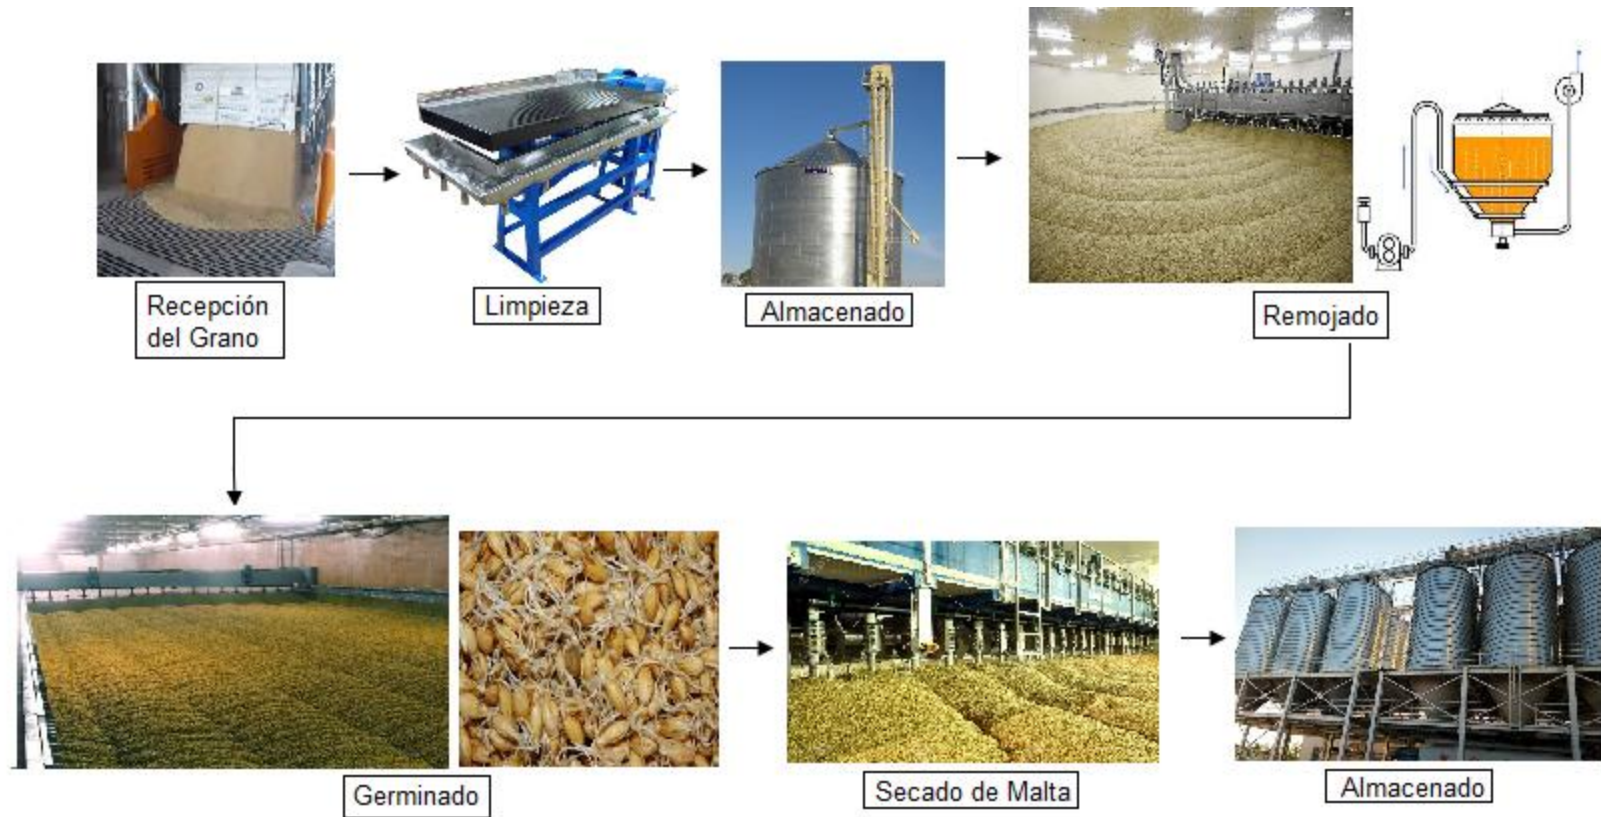 Recepción
del Grano
Limpieza
Almacenado
Remojado
Germinado
Secado de Malta
Almacenado